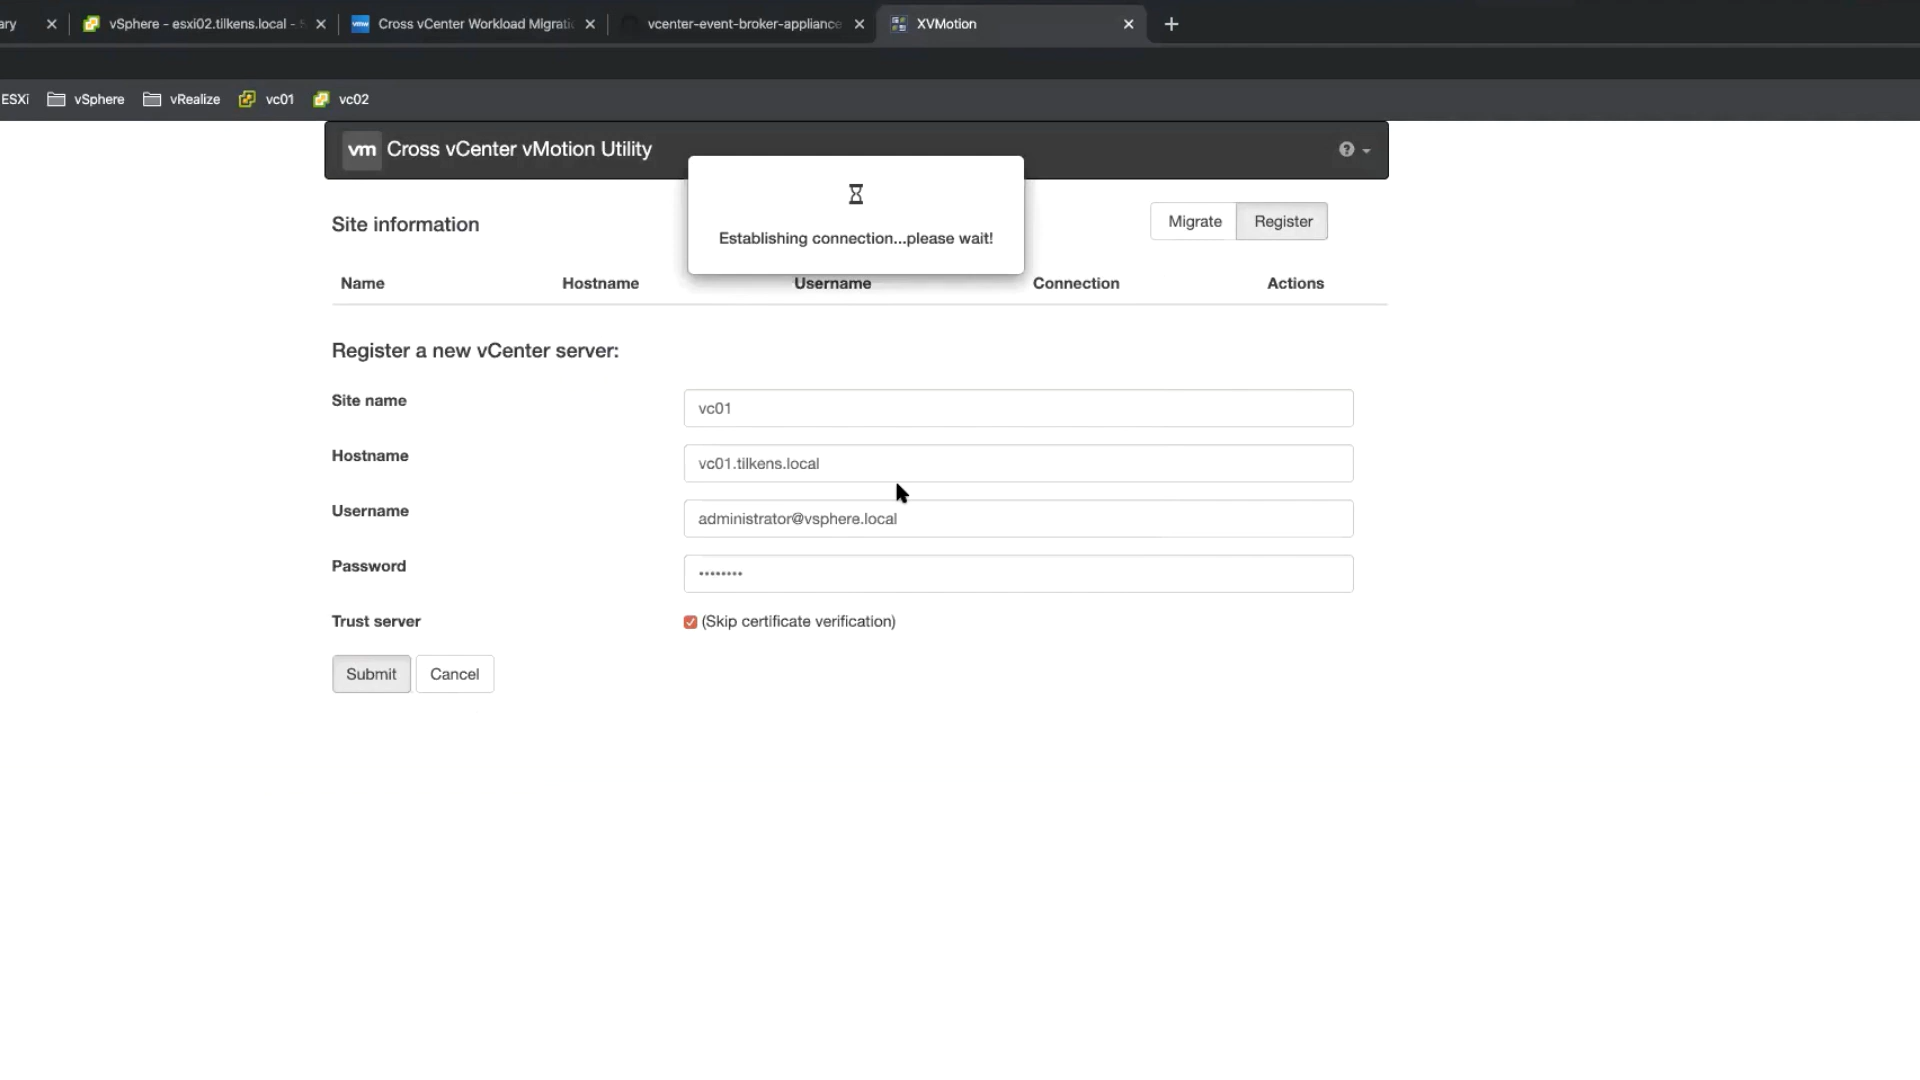 ary
vSphere - esxi02.tilkens.local - S
Cross vCenter Workload Migratic
vcenter-event-broker-appliance
XVMotion
ESXi
vSphere
vRealize
vc01
vc02
vm Cross vCenter vMotion Utility
Establishing connection...please wait!
Site information
Migrate
Register
Name
Hostname
Username
Connection
Actions
Register a new vCenter server:
Site name
vc01
Hostname
vc01.tilkens.local
Username
administrator@vsphere.local
Password
••••••••
Trust server
(Skip certificate verification)
Submit
Cancel